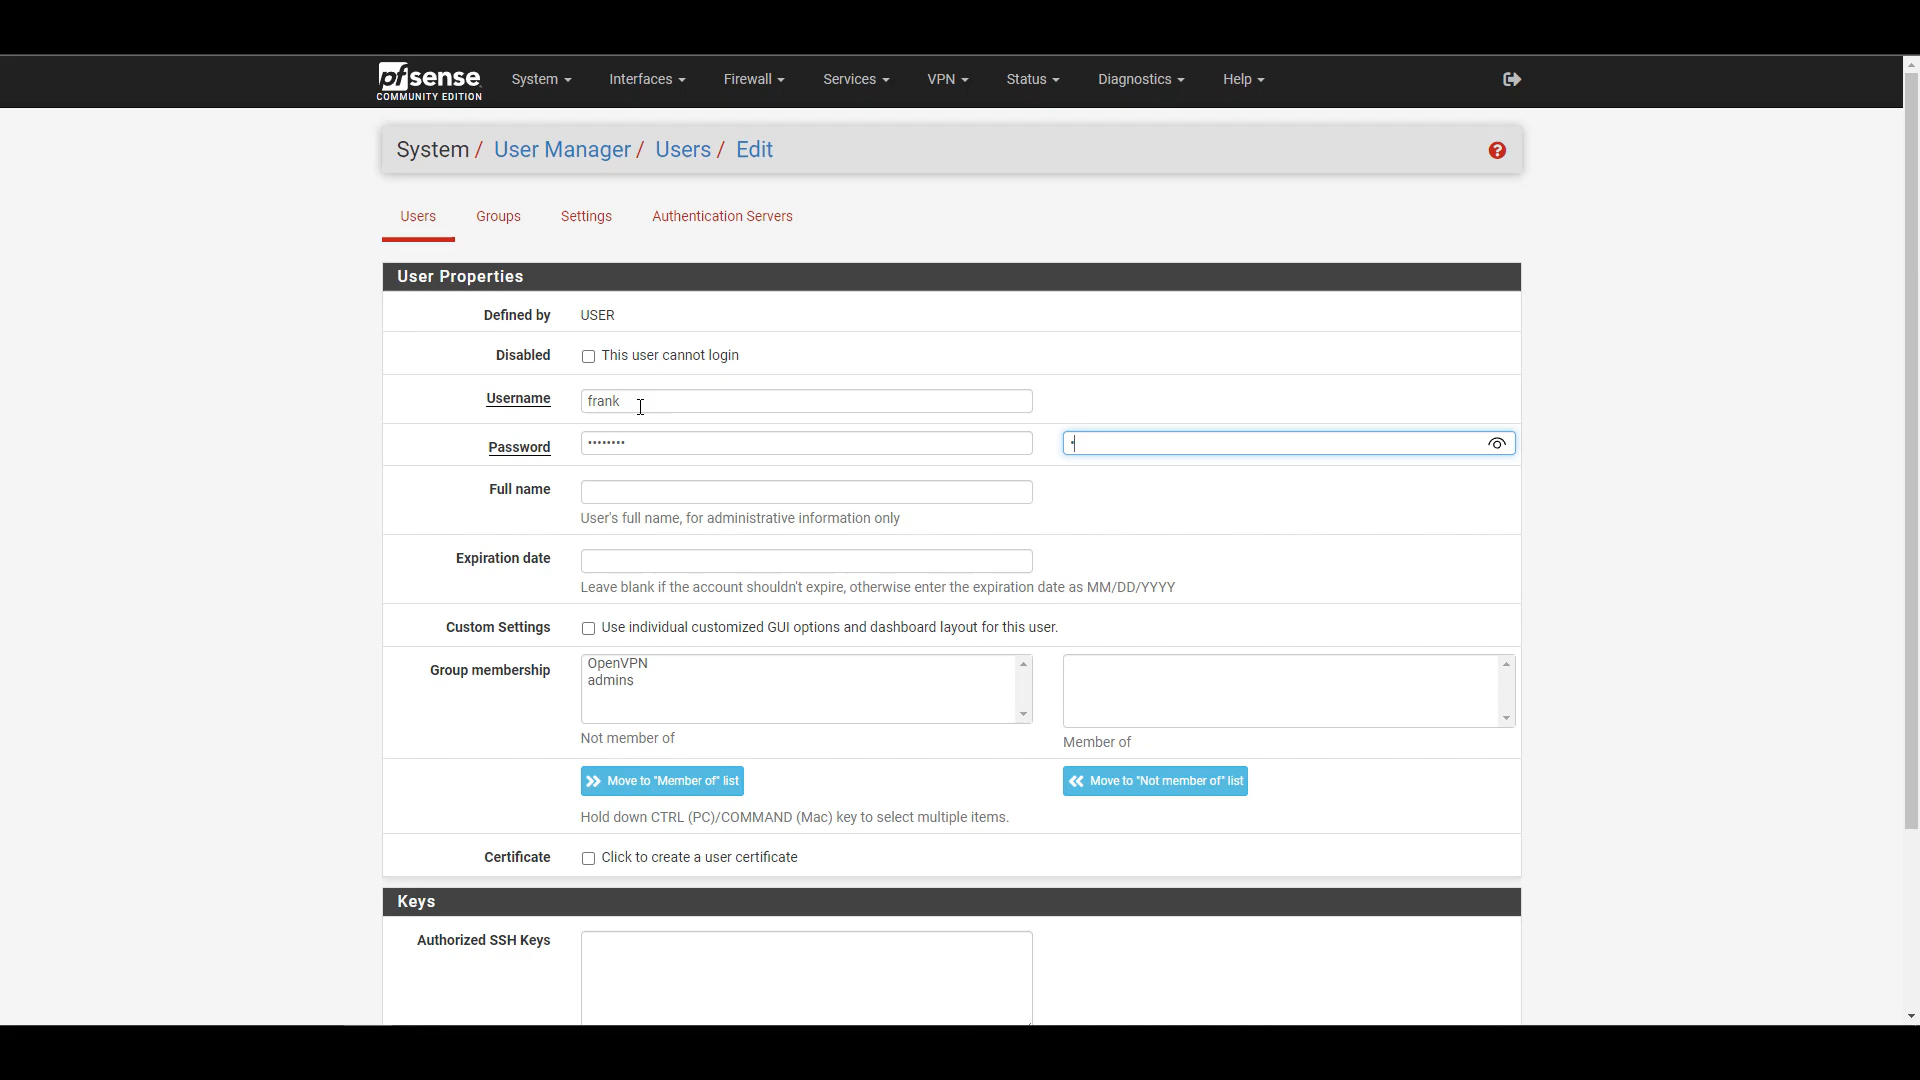 pfsense
COMMUNITY EDITION
System
Interfaces
Firewall
Services
VPN
Status
Diagnostics
Help
System / User Manager / Users / Edit
Users
Groups
Settings
Authentication Servers
User Properties
Defined by USER
Disabled This user cannot login
Username frank
Password •••••••• •
Full name
User's full name, for administrative information only
Expiration date
Leave blank if the account shouldn't expire, otherwise enter the expiration date as MM/DD/YYYY
Custom Settings Use individual customized GUI options and dashboard layout for this user.
Group membership OpenVPN
admins
Not member of
Member of
Move to "Member of" list
Move to "Not member of" list
Hold down CTRL (PC)/COMMAND (Mac) key to select multiple items.
Certificate Click to create a user certificate
Keys
Authorized SSH Keys